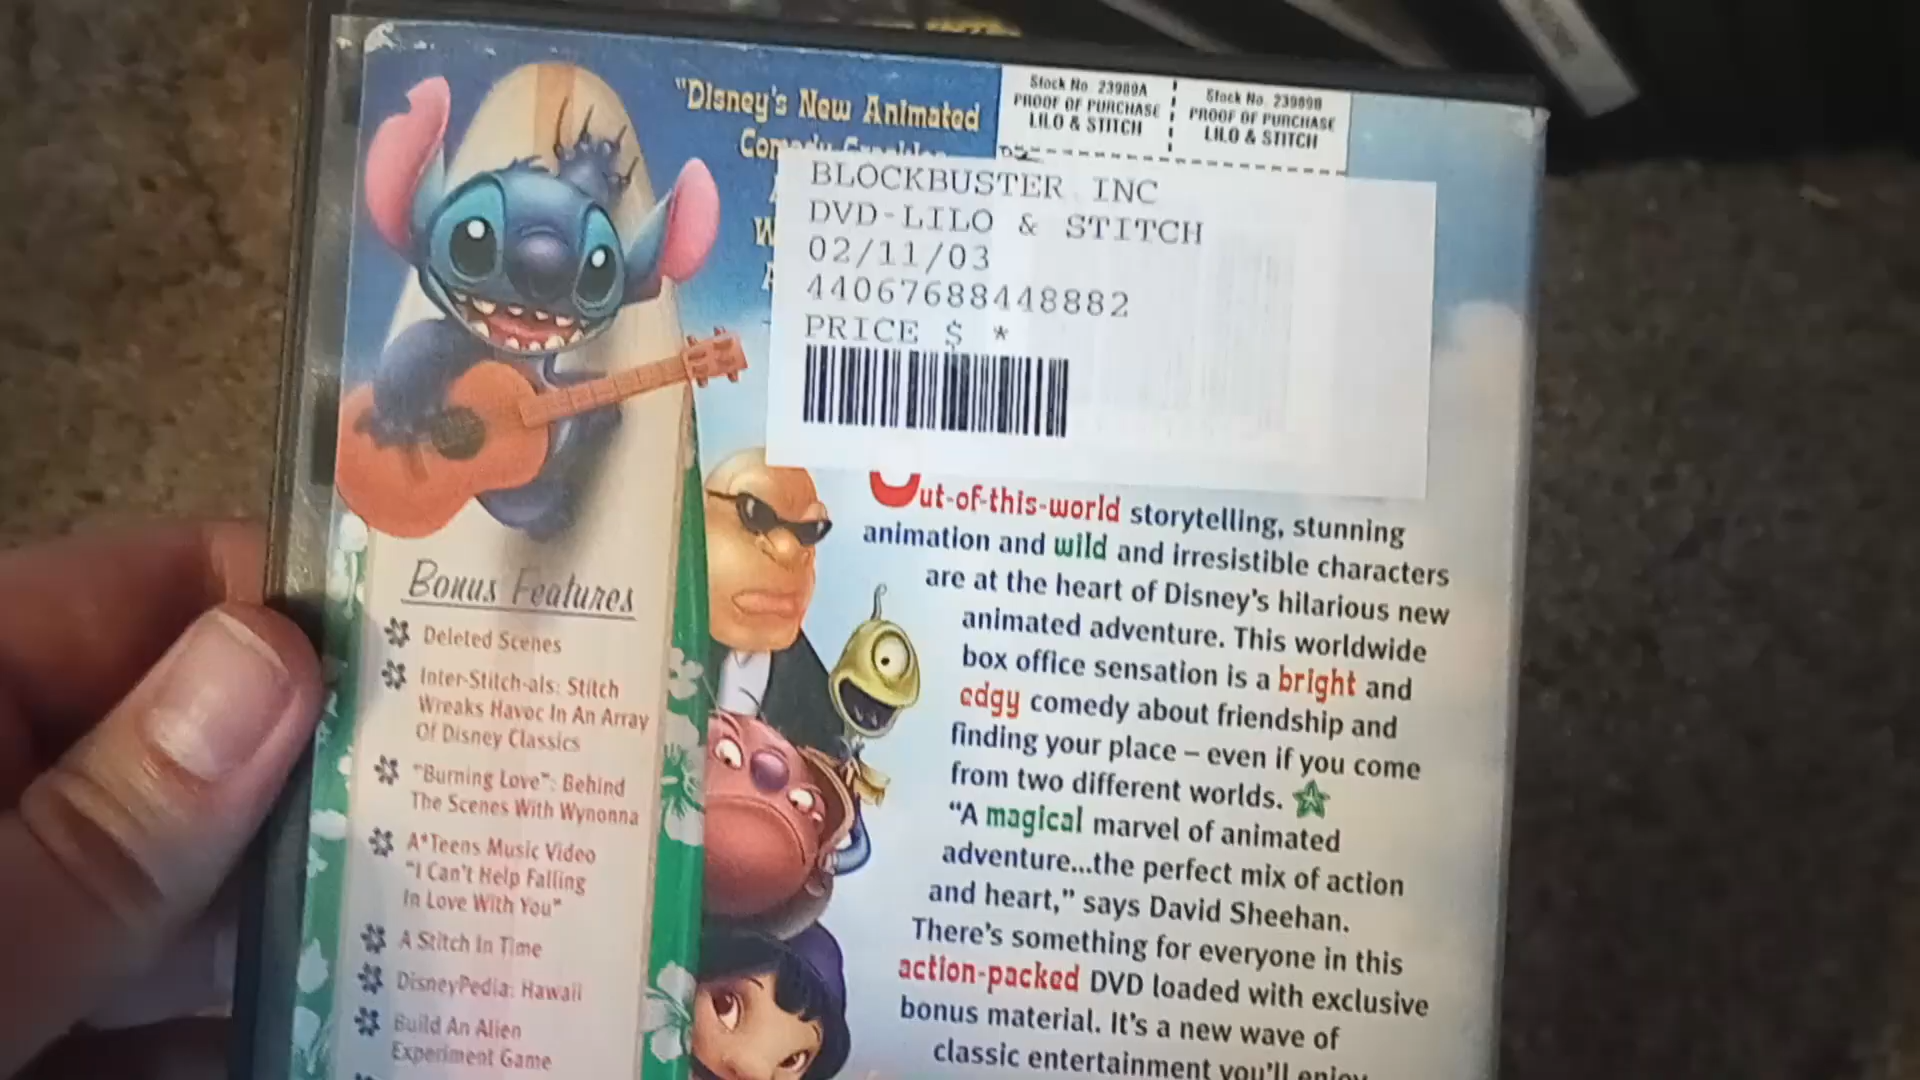 "Disney's New Animated
Stock No. 23989A
PROOF OF PURCHASE
LILO & STITCH
Stock No. 23989B
PROOF OF PURCHASE
LILO & STITCH
BLOCKBUSTER INC
DVD-LILO & STITCH
02/11/03
44067688448882
PRICE $ *
Out-of-this-world storytelling, stunning
animation and wild and irresistible characters
are at the heart of Disney's hilarious new
animated adventure. This worldwide
box office sensation is a bright and
edgy comedy about friendship and
finding your place – even if you come
from two different worlds.
"A magical marvel of animated
adventure...the perfect mix of action
and heart," says David Sheehan.
There's something for everyone in this
action-packed DVD loaded with exclusive
bonus material. It's a new wave of
classic entertainment you'll enjoy
Bonus Features
Deleted Scenes
Inter-Stitch-als: Stitch
Wreaks Havoc In An Array
Of Disney Classics
"Burning Love": Behind
The Scenes With Wynonna
A*Teens Music Video
"I Can't Help Falling
In Love With You"
A Stitch In Time
DisneyPedia: Hawaii
Build An Alien
Experiment Game